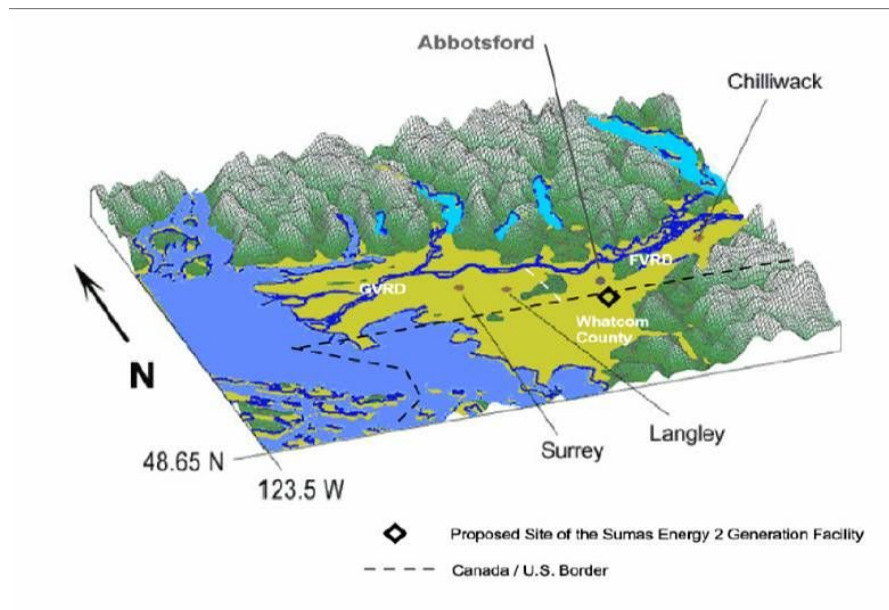 Abbotsford
Chilliwack
FVRD
GVRD
Whatcom
County
N
Langley
Surrey
48.65 N
123.5 W
Proposed Site of the Sumas Energy 2 Generation Facility
Canada / U.S. Border